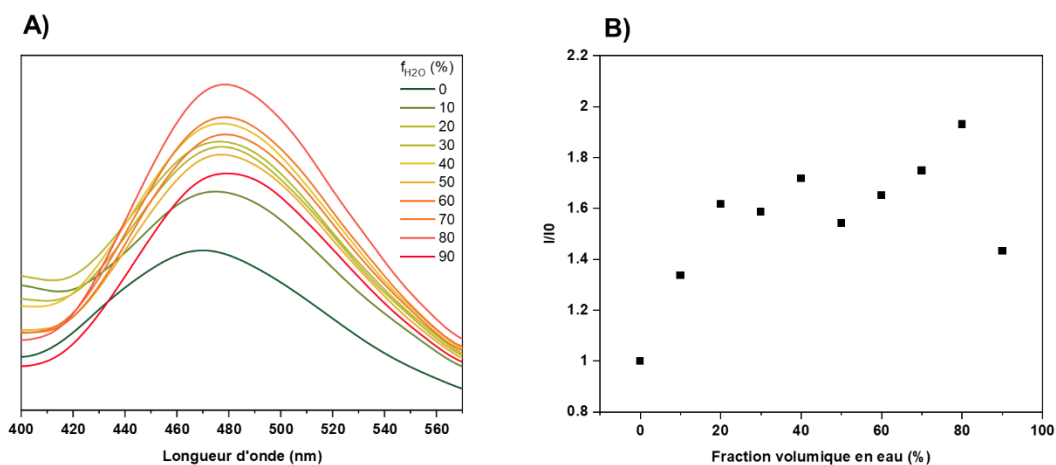 A)
f_H2O (%)
0
10
20
30
40
50
60
70
80
90
400 420 440 460 480 500 520 540 560
Longueur d'onde (nm)
B)
2.2
2
1.8
1.6
1.4
1.2
1
0.8
I/I0
0 20 40 60 80 100
Fraction volumique en eau (%)